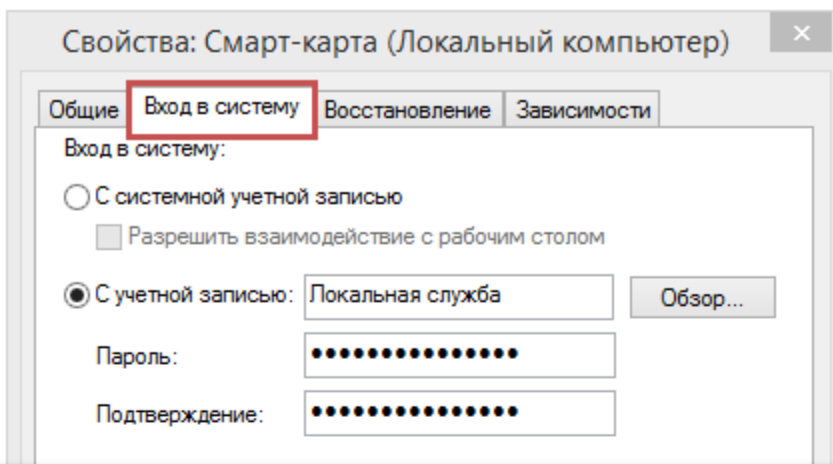 Свойства: Смарт-карта (Локальный компьютер)
Общие Вход в систему Восстановление Зависимости
Вход в систему:
С системной учетной записью
Разрешить взаимодействие с рабочим столом
С учетной записью: Локальная служба Обзор...
Пароль: •••••••••••••••
Подтверждение: •••••••••••••••